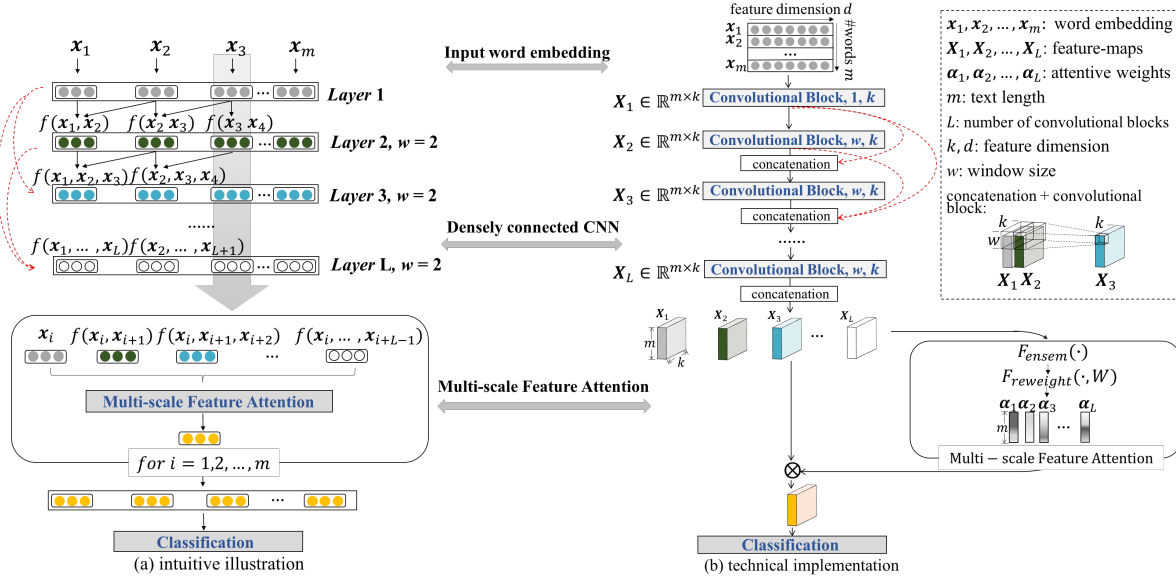 x1 x2 x3 xm
Layer 1
f(x1, x2) f(x2 x3) f(x3 x4)
Layer 2, w = 2
f(x1, x2, x3) f(x2, x3, x4)
Layer 3, w = 2
......
f(x1, … , xL) f(x2, … , xL+1)
Layer L, w = 2
xi f(xi, xi+1) f(xi, xi+1, xi+2) f(xi, … , xi+L−1)
...
Multi-scale Feature Attention
for i = 1,2, … , m
...
Classification
(a) intuitive illustration
Input word embedding
Densely connected CNN
Multi-scale Feature Attention
feature dimension d
#words m
x1
x2
xm
X1 ∈ ℝm×k Convolutional Block, 1, k
X2 ∈ ℝm×k Convolutional Block, w, k
concatenation
X3 ∈ ℝm×k Convolutional Block, w, k
concatenation
......
XL ∈ ℝm×k Convolutional Block, w, k
concatenation
X1 X2 X3 ... XL
m
k
Fensem(·)
Freweight(·, W)
α1 α2 α3 αL
m ...
Multi − scale Feature Attention
⊗
Classification
(b) technical implementation
x1, x2, … , xm: word embedding
X1, X2, … , XL: feature-maps
α1, α2, … , αL: attentive weights
m: text length
L: number of convolutional blocks
k, d: feature dimension
w: window size
concatenation + convolutional
block:
k k
w
X1 X2 X3